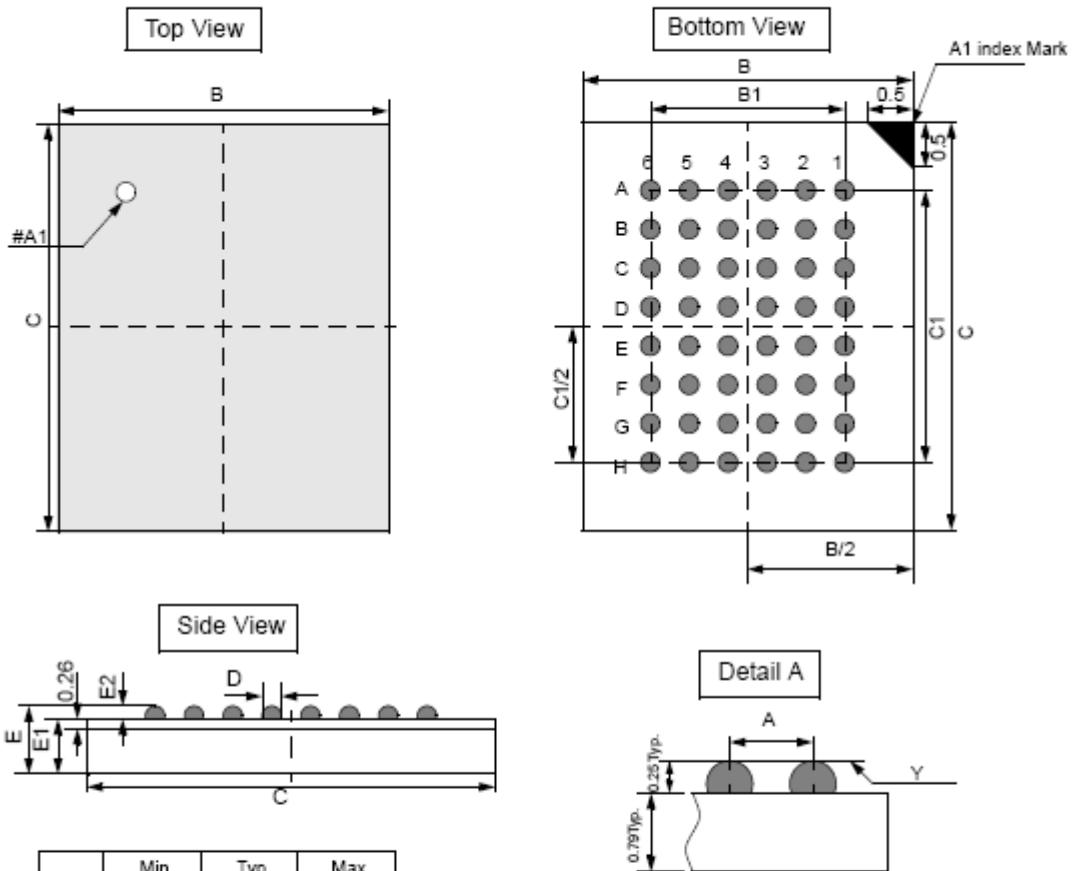 Top View
B
#A1
C
Bottom View
A1 index Mark
B
B1
0.5
0.5
6 5 4 3 2 1
A
B
C
D
E
F
G
H
C1/2
C1
C
B/2
Side View
0.26
E2
D
E
E1
C
Detail A
A
0.25Typ.
Y
0.79Typ.
Min Typ Max